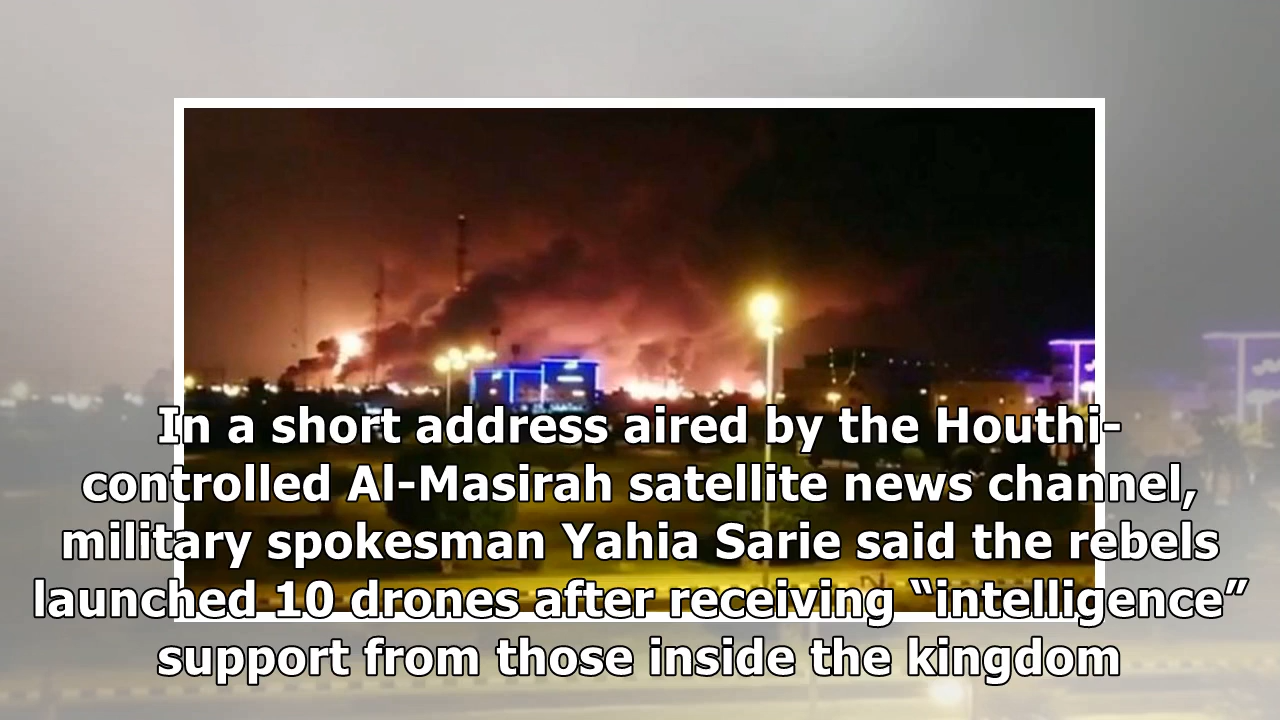 In a short address aired by the Houthi-
controlled Al-Masirah satellite news channel,
military spokesman Yahia Sarie said the rebels
launched 10 drones after receiving “intelligence”
support from those inside the kingdom